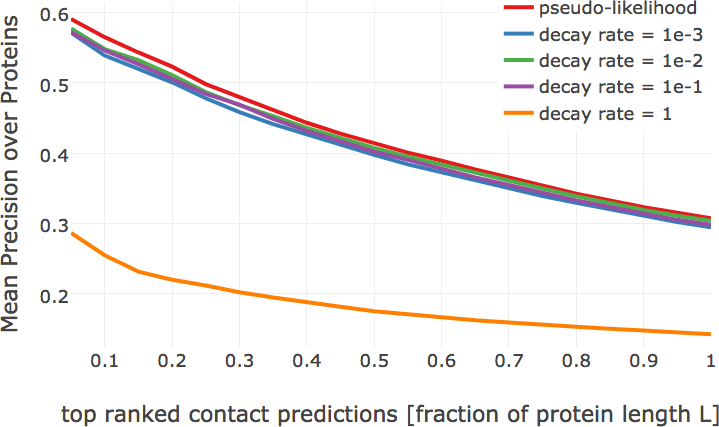 pseudo-likelihood
decay rate = 1e-3
decay rate = 1e-2
decay rate = 1e-1
decay rate = 1
Mean Precision over Proteins
0.6
0.5
0.4
0.3
0.2
0.1 0.2 0.3 0.4 0.5 0.6 0.7 0.8 0.9 1
top ranked contact predictions [fraction of protein length L]